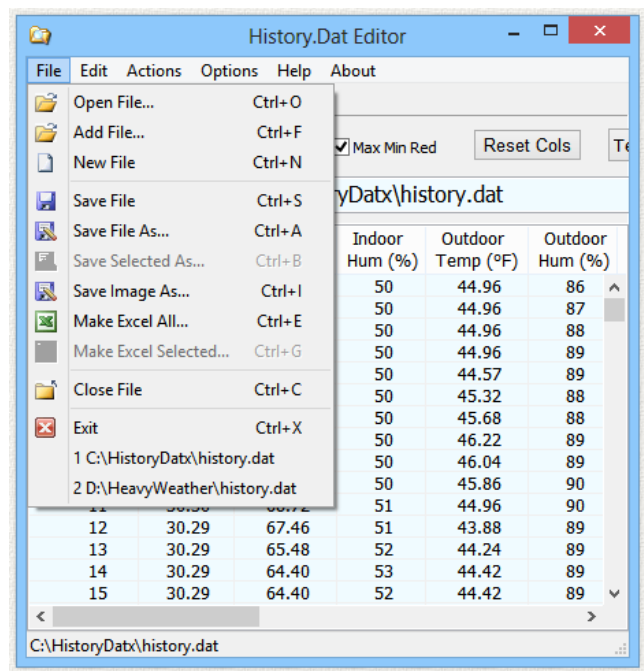 History.Dat Editor
File Edit Actions Options Help About
Open File... Ctrl+O
Add File... Ctrl+F
New File Ctrl+N
Save File Ctrl+S
Save File As... Ctrl+A
Save Selected As... Ctrl+B
Save Image As... Ctrl+I
Make Excel All... Ctrl+E
Make Excel Selected... Ctrl+G
Close File Ctrl+C
Exit Ctrl+X
1 C:\HistoryDatx\history.dat
2 D:\HeavyWeather\history.dat
Max Min Red Reset Cols
yDatx\history.dat
Indoor Outdoor Outdoor
Hum (%) Temp (ºF) Hum (%)
50 44.96 86
50 44.96 87
50 44.96 88
50 44.96 89
50 44.57 89
50 45.32 88
50 45.68 88
50 46.22 89
50 46.04 89
50 45.86 90
51 44.96 90
12 30.29 67.46 51 43.88 89
13 30.29 65.48 52 44.24 89
14 30.29 64.40 53 44.42 89
15 30.29 64.40 52 44.42 89
C:\HistoryDatx\history.dat